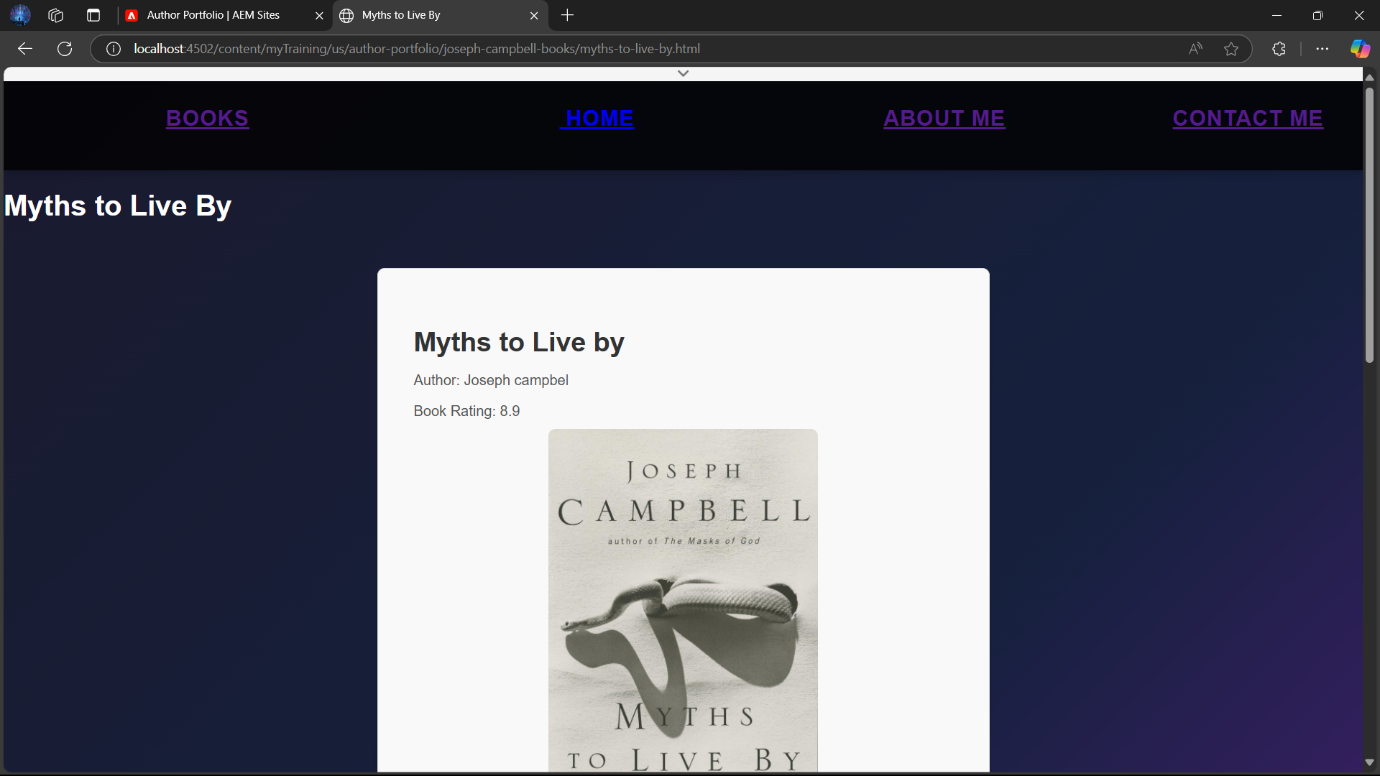 Author Portfolio | AEM Sites
Myths to Live By
localhost:4502/content/myTraining/us/author-portfolio/joseph-campbell-books/myths-to-live-by.html
BOOKS HOME ABOUT ME CONTACT ME
Myths to Live By
Myths to Live by
Author: Joseph campbel
Book Rating: 8.9
JOSEPH
CAMPBELL
author of The Masks of God
MYTHS
TO LIVE BY